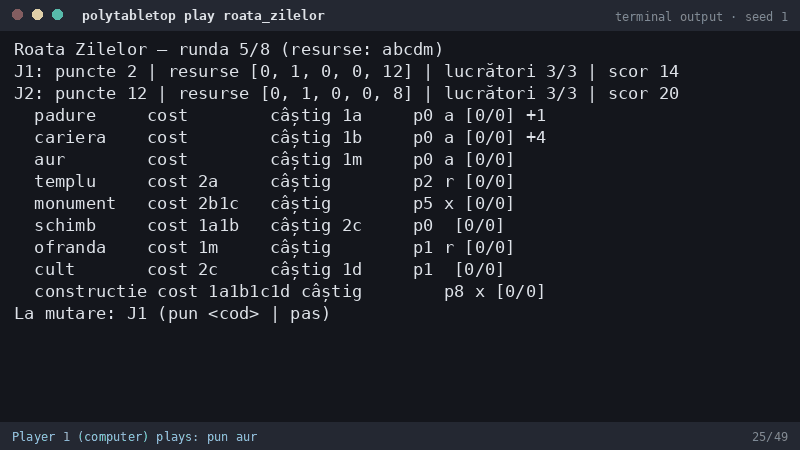 polytabletop play roata_zilelor
terminal output · seed 1
Roata Zilelor — runda 5/8 (resurse: abcdm)
J1: puncte 2 | resurse [0, 1, 0, 0, 12] | lucrători 3/3 | scor 14
J2: puncte 12 | resurse [0, 1, 0, 0, 8] | lucrători 3/3 | scor 20
padure cost câștig 1a p0 a [0/0] +1
cariera cost câștig 1b p0 a [0/0] +4
aur cost câștig 1m p0 a [0/0]
templu cost 2a câștig p2 r [0/0]
monument cost 2b1c câștig p5 x [0/0]
schimb cost 1a1b câștig 2c p0 [0/0]
ofranda cost 1m câștig p1 r [0/0]
cult cost 2c câștig 1d p1 [0/0]
constructie cost 1a1b1c1d câștig p8 x [0/0]
La mutare: J1 (pun <cod> | pas)
Player 1 (computer) plays: pun aur
25/49